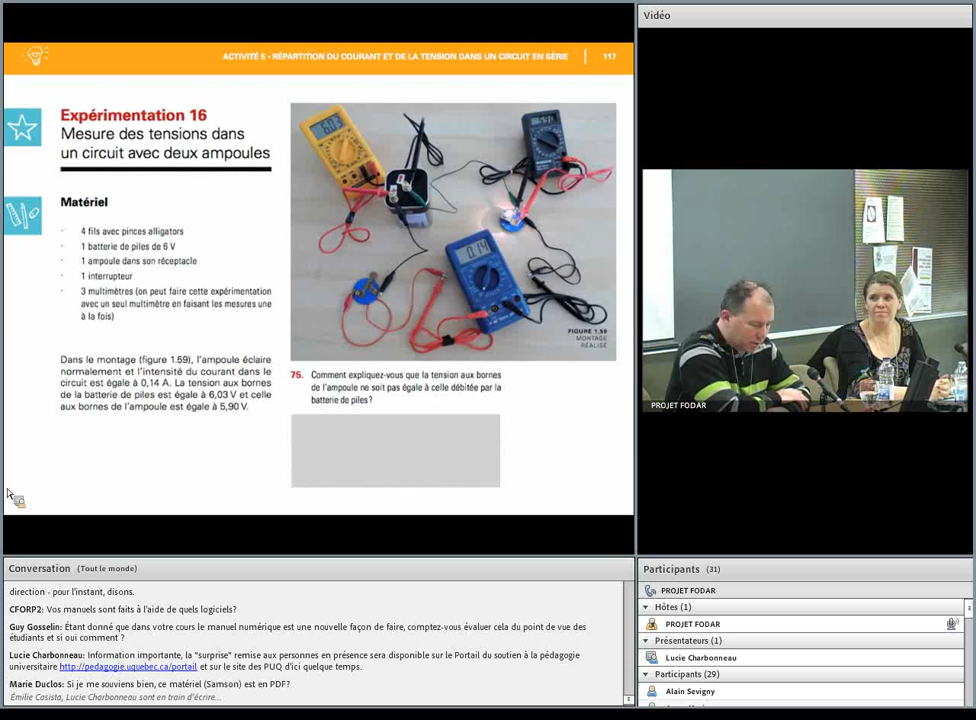 Vidéo
ACTIVITÉ 5 - RÉPARTITION DU COURANT ET DE LA TENSION DANS UN CIRCUIT EN SÉRIE 117
Expérimentation 16
Mesure des tensions dans
un circuit avec deux ampoules
Matériel
4 fils avec pinces alligators
1 batterie de piles de 6 V
1 ampoule dans son réceptacle
1 interrupteur
3 multimètres (on peut faire cette expérimentation
avec un seul multimètre en faisant les mesures une
à la fois)
Dans le montage (figure 1.59), l'ampoule éclaire
normalement et l'intensité du courant dans le
circuit est égale à 0,14 A. La tension aux bornes
de la batterie de piles est égale à 6,03 V et celle
aux bornes de l'ampoule est égale à 5,90 V.
6.03
0.14
FIGURE 1.59
MONTAGE
RÉALISÉ
75. Comment expliquez-vous que la tension aux bornes
de l'ampoule ne soit pas égale à celle débitée par la
batterie de piles ?
PROJET FODAR
Conversation (Tout le monde)
direction - pour l'instant, disons.
CFORP2: Vos manuels sont faits à l'aide de quels logiciels?
Guy Gosselin: Étant donné que dans votre cours le manuel numérique est une nouvelle façon de faire, comptez-vous évaluer cela du point de vue des
étudiants et si oui comment ?
Lucie Charbonneau: Information importante, la "surprise" remise aux personnes en présence sera disponible sur le Portail du soutien à la pédagogie
universitaire http://pedagogie.uquebec.ca/portail et sur le site des PUQ d'ici quelque temps.
Marie Duclos: Si je me souviens bien, ce matériel (Samson) est en PDF?
Émilie Casista, Lucie Charbonneau sont en train d'écrire...
Participants (31)
PROJET FODAR
Hôtes (1)
PROJET FODAR
Présentateurs (1)
Lucie Charbonneau
Participants (29)
Alain Sevigny